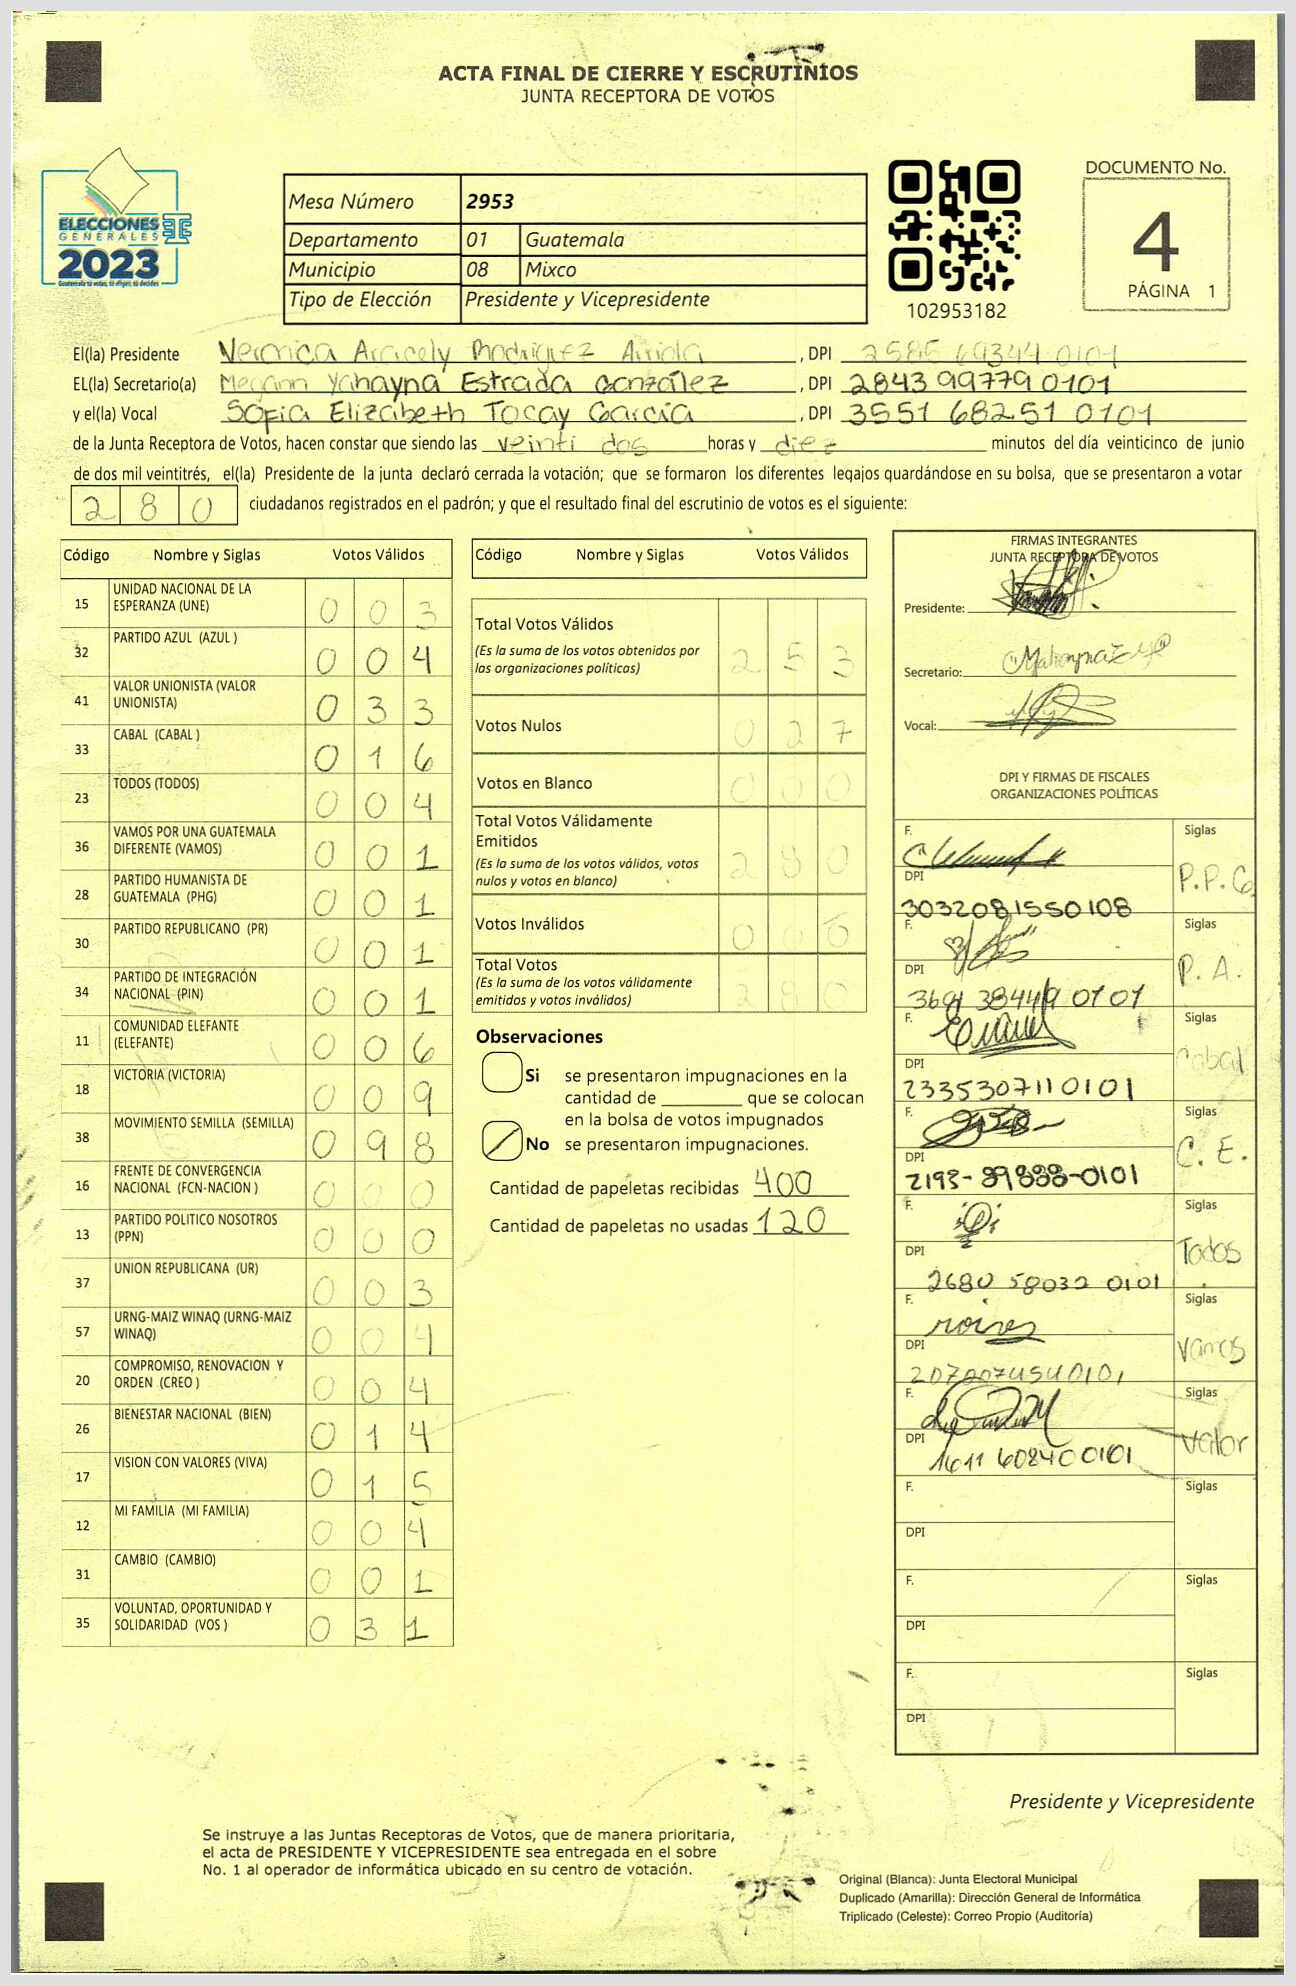 ACTA FINAL DE CIERRE Y ESCRUTINIOS
JUNTA RECEPTORA DE VOTOS
ELECCIONES
GENERALES
2023
Guatemala tú votas, tú eliges, tú decides
Mesa Número 2953
Departamento 01 Guatemala
Municipio 08 Mixco
Tipo de Elección Presidente y Vicepresidente
102953182
DOCUMENTO No.
4
PÁGINA 1
El(la) Presidente Veronica Aracely Rodriguez Arriola , DPI 2585 69344 0101
EL(la) Secretario(a) Megann Yahayna Estrada González , DPI 2843 99779 0101
y el(la) Vocal Sofia Elizabeth Tocay García , DPI 3551 68251 0101
de la Junta Receptora de Votos, hacen constar que siendo las veinti dos horas y diez minutos del día veinticinco de junio
de dos mil veintitrés, el(la) Presidente de la junta declaró cerrada la votación; que se formaron los diferentes legajos guardándose en su bolsa, que se presentaron a votar
280 ciudadanos registrados en el padrón; y que el resultado final del escrutinio de votos es el siguiente:
Código Nombre y Siglas Votos Válidos
15 UNIDAD NACIONAL DE LA ESPERANZA (UNE) 0 0 3
32 PARTIDO AZUL (AZUL ) 0 0 4
41 VALOR UNIONISTA (VALOR UNIONISTA) 0 3 3
33 CABAL (CABAL ) 0 1 6
23 TODOS (TODOS) 0 0 4
36 VAMOS POR UNA GUATEMALA DIFERENTE (VAMOS) 0 0 1
28 PARTIDO HUMANISTA DE GUATEMALA (PHG) 0 0 1
30 PARTIDO REPUBLICANO (PR) 0 0 1
34 PARTIDO DE INTEGRACIÓN NACIONAL (PIN) 0 0 1
11 COMUNIDAD ELEFANTE (ELEFANTE) 0 0 6
18 VICTORIA (VICTORIA) 0 0 9
38 MOVIMIENTO SEMILLA (SEMILLA) 0 9 8
16 FRENTE DE CONVERGENCIA NACIONAL (FCN-NACION ) 0 0 0
13 PARTIDO POLITICO NOSOTROS (PPN) 0 0 0
37 UNION REPUBLICANA (UR) 0 0 3
57 URNG-MAIZ WINAQ (URNG-MAIZ WINAQ) 0 0 4
20 COMPROMISO, RENOVACION Y ORDEN (CREO ) 0 0 4
26 BIENESTAR NACIONAL (BIEN) 0 1 4
17 VISION CON VALORES (VIVA) 0 1 5
12 MI FAMILIA (MI FAMILIA) 0 0 4
31 CAMBIO (CAMBIO) 0 0 1
35 VOLUNTAD, OPORTUNIDAD Y SOLIDARIDAD (VOS ) 0 3 1
Código Nombre y Siglas Votos Válidos
Total Votos Válidos 2 5 3
(Es la suma de los votos obtenidos por
las organizaciones políticas)
Votos Nulos 0 2 7
Votos en Blanco 0 0 0
Total Votos Válidamente
Emitidos 2 8 0
(Es la suma de los votos válidos, votos
nulos y votos en blanco)
Votos Inválidos 0 0 0
Total Votos 2 8 0
(Es la suma de los votos válidamente
emitidos y votos inválidos)
Observaciones
Si se presentaron impugnaciones en la
cantidad de ________ que se colocan
en la bolsa de votos impugnados
No se presentaron impugnaciones.
Cantidad de papeletas recibidas 400
Cantidad de papeletas no usadas 120
FIRMAS INTEGRANTES
JUNTA RECEPTORA DE VOTOS
Presidente:
Secretario:
Vocal:
DPI Y FIRMAS DE FISCALES
ORGANIZACIONES POLÍTICAS
F. Siglas
DPI P.P.G.
3032081550108
F. Siglas
DPI P.A.
3691 38449 0101
F. Siglas
DPI Cabal
2335307110101
F. Siglas
DPI C.E.
2193-89888-0101
F. Siglas
DPI Todos
2680 58032 0101
F. Siglas
DPI Vamos
2072074540101
F. Siglas
DPI Valor
1611 60840 0101
F. Siglas
DPI
F. Siglas
DPI
F. Siglas
DPI
Presidente y Vicepresidente
Se instruye a las Juntas Receptoras de Votos, que de manera prioritaria,
el acta de PRESIDENTE Y VICEPRESIDENTE sea entregada en el sobre
No. 1 al operador de informática ubicado en su centro de votación.
Original (Blanca): Junta Electoral Municipal
Duplicado (Amarilla): Dirección General de Informática
Triplicado (Celeste): Correo Propio (Auditoría)